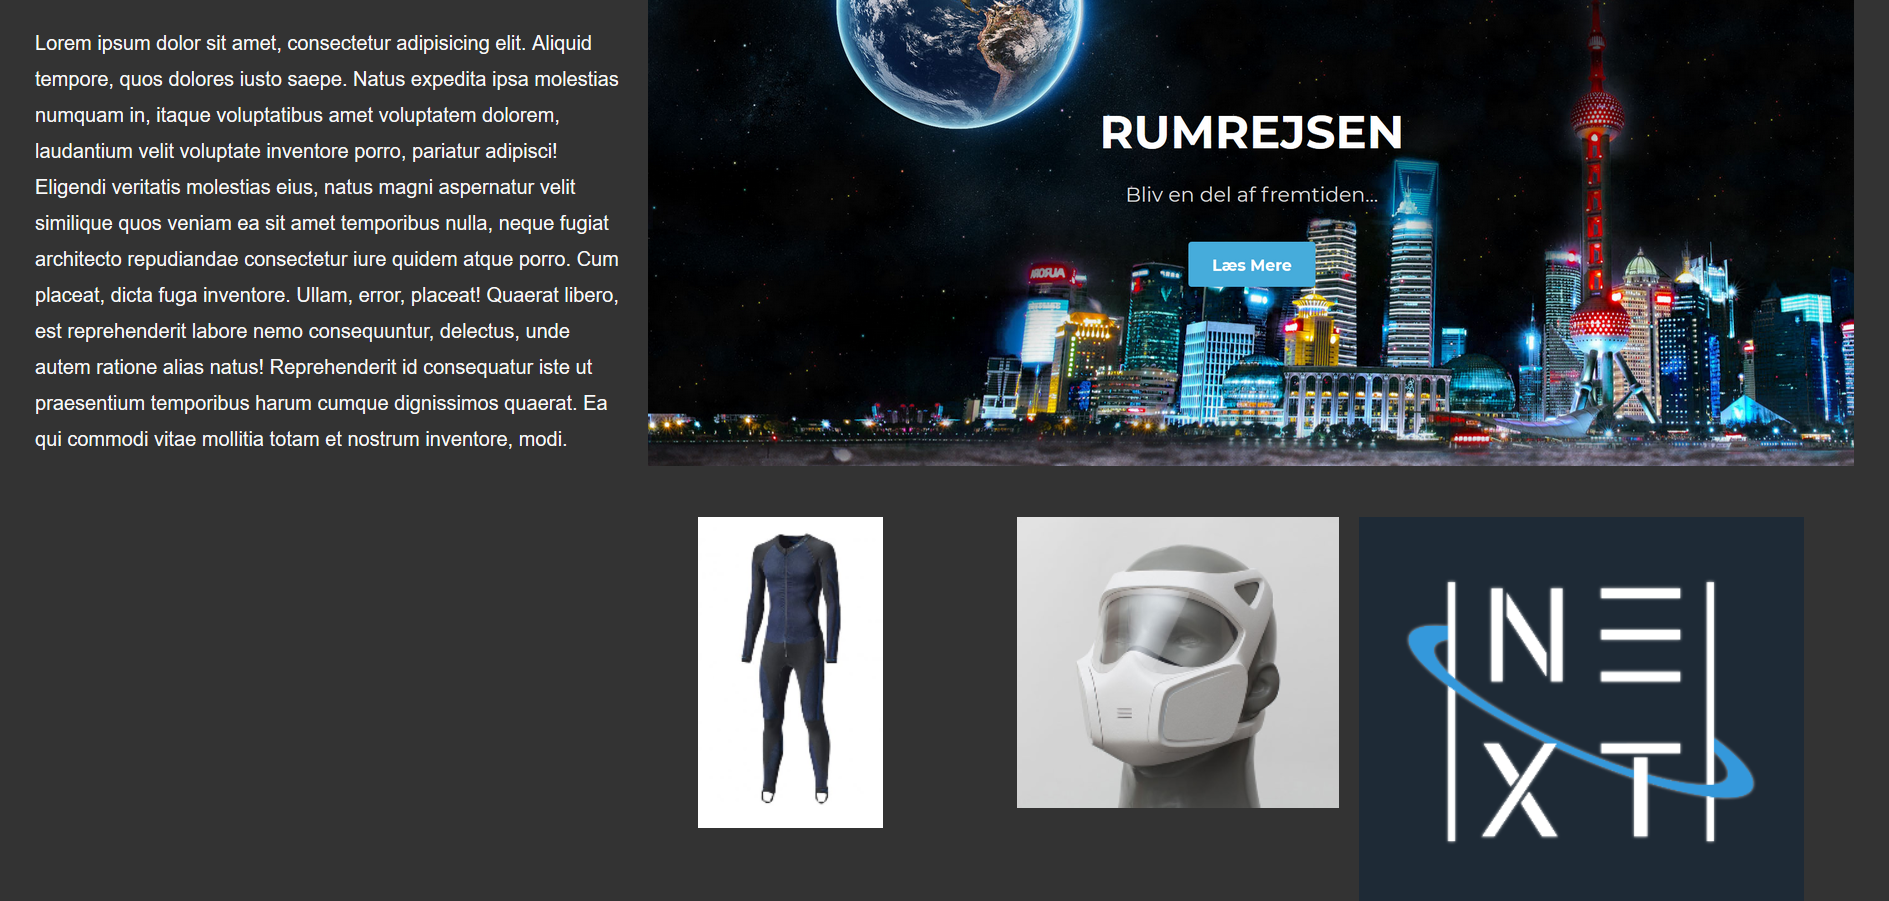 Lorem ipsum dolor sit amet, consectetur adipisicing elit. Aliquid
tempore, quos dolores iusto saepe. Natus expedita ipsa molestias
numquam in, itaque voluptatibus amet voluptatem dolorem,
laudantium velit voluptate inventore porro, pariatur adipisci!
Eligendi veritatis molestias eius, natus magni aspernatur velit
similique quos veniam ea sit amet temporibus nulla, neque fugiat
architecto repudiandae consectetur iure quidem atque porro. Cum
placeat, dicta fuga inventore. Ullam, error, placeat! Quaerat libero,
est reprehenderit labore nemo consequuntur, delectus, unde
autem ratione alias natus! Reprehenderit id consequatur iste ut
praesentium temporibus harum cumque dignissimos quaerat. Ea
qui commodi vitae mollitia totam et nostrum inventore, modi.
RUMREJSEN
Bliv en del af fremtiden...
Læs Mere
NE
XT